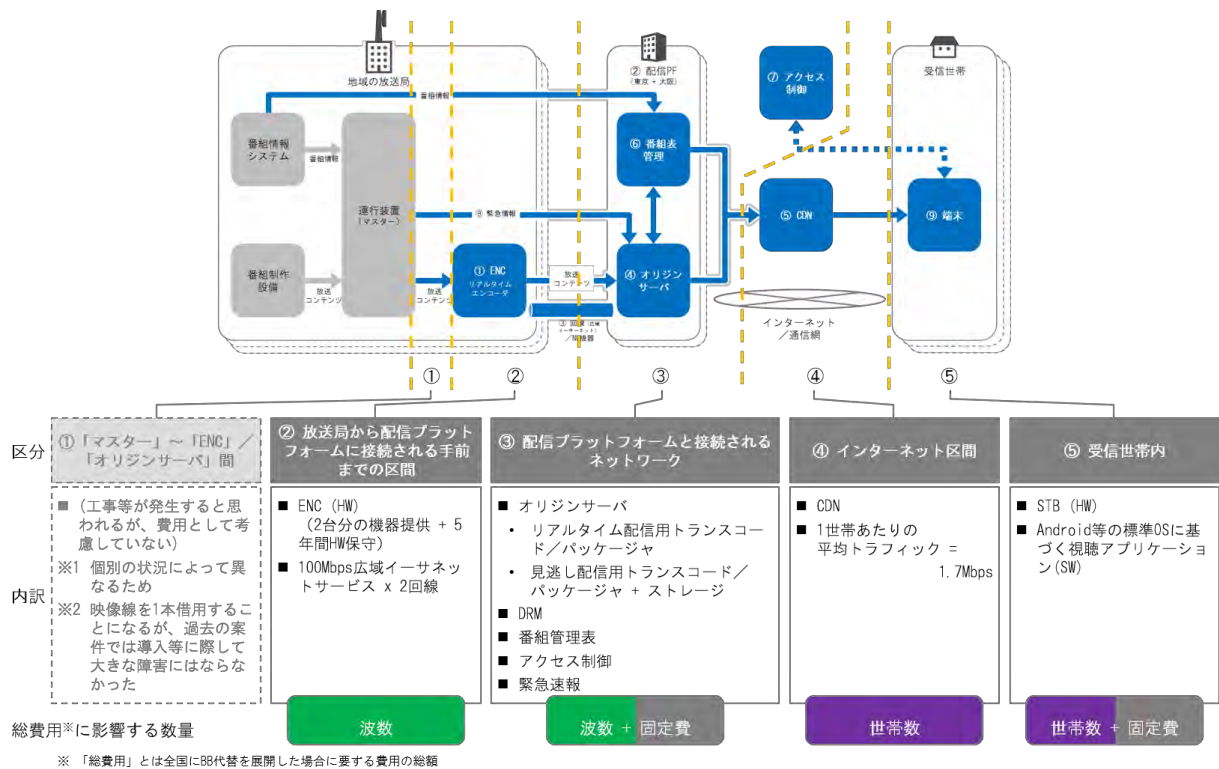 地域の放送局
② 配信PF
(東京 + 大阪)
⑦ アクセス
制御
受信世帯
番組情報
番組情報
システム
番組情報
運行装置
(マスター)
⑥ 番組表
管理
⑧ 緊急情報
⑤ CDN
⑨ 端末
番組制作
設備
放送
コンテンツ
放送
コンテンツ
① ENC
リアルタイム
エンコーダ
放送
コンテンツ
④ オリジン
サーバ
インターネット
/通信網
①
②
③
④
⑤
区分
①「マスター」~「ENC」/
「オリジンサーバ」間
② 放送局から配信プラット
フォームに接続される手前
までの区間
③ 配信プラットフォームと接続される
ネットワーク
④ インターネット区間
⑤ 受信世帯内
内訳
■ (工事等が発生すると思
われるが、費用として考
慮していない)
※1 個別の状況によって異
なるため
※2 映像線を1本借用するこ
とになるが、過去の案
件では導入等に際して
大きな障害にはならな
かった
■ ENC (HW)
(2台分の機器提供 + 5
年間HW保守)
■ 100Mbps広域イーサネッ
トサービス x 2回線
■ オリジンサーバ
• リアルタイム配信用トランスコー
ド/パッケージャ
• 見逃し配信用トランスコード/
パッケージャ + ストレージ
■ DRM
■ 番組管理表
■ アクセス制御
■ 緊急速報
■ CDN
■ 1世帯あたりの
平均トラフィック =
1.7Mbps
■ STB (HW)
■ Android等の標準OSに基
づく視聴アプリケーショ
ン(SW)
総費用※に影響する数量
波数
波数 + 固定費
世帯数
世帯数 + 固定費
※ 「総費用」とは全国にBB代替を展開した場合に要する費用の総額